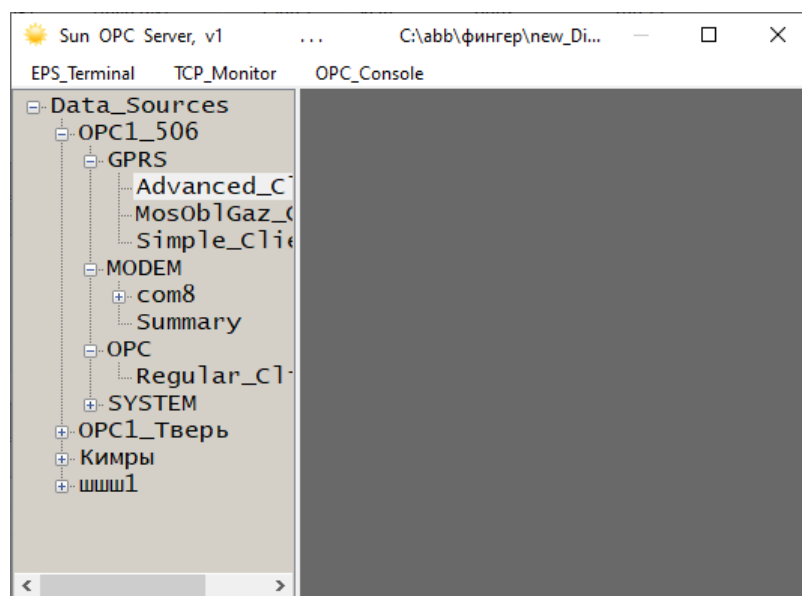 Sun OPC Server, v1 ... C:\abb\фингер\new_Di...
EPS_Terminal TCP_Monitor OPC_Console
Data_Sources
OPC1_506
GPRS
Advanced_Cl
MosOblGaz_C
Simple_Clie
MODEM
com8
Summary
OPC
Regular_Cli
SYSTEM
OPC1_Тверь
Кимры
шшш1